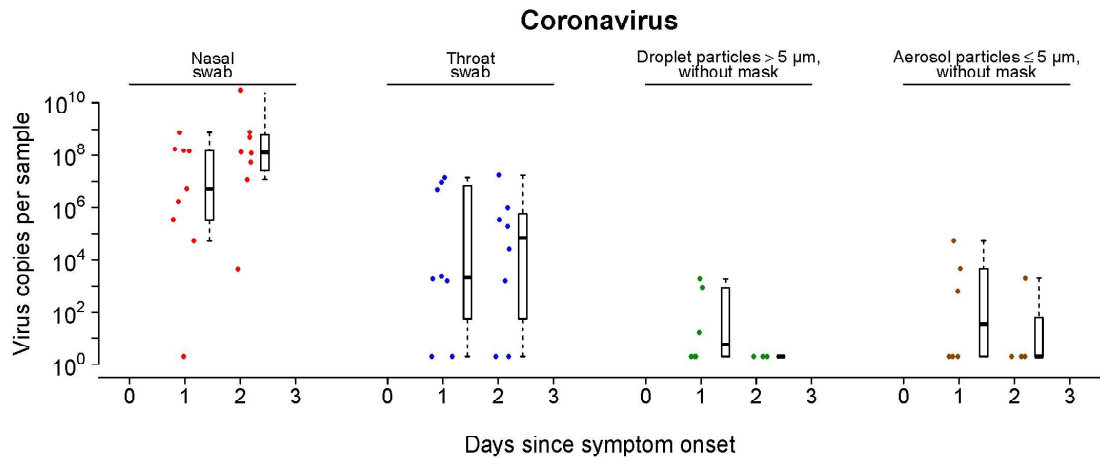 Coronavirus
Nasal
swab
Throat
swab
Droplet particles > 5 µm,
without mask
Aerosol particles ≤ 5 µm,
without mask
Virus copies per sample
10^10
10^8
10^6
10^4
10^2
10^0
0 1 2 3 0 1 2 3 0 1 2 3 0 1 2 3
Days since symptom onset